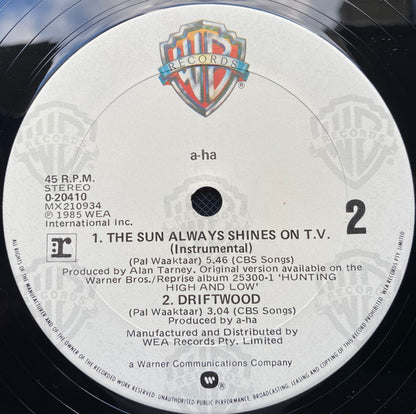 WB
RECORDS
®
a-ha
45 R.P.M.
STEREO
0-20410
MX210934
℗ 1985 WEA
International Inc.
2
r
1. THE SUN ALWAYS SHINES ON T.V.
(Instrumental)
(Pal Waaktaar) 5.46 (CBS Songs)
Produced by Alan Tarney. Original version available on the
Warner Bros./Reprise album 25300-1 'HUNTING
HIGH AND LOW'
2. DRIFTWOOD
(Pal Waaktaar) 3.04 (CBS Songs)
Produced by a-ha
Manufactured and Distributed by
WEA Records Pty. Limited
a Warner Communications Company
ALL RIGHTS OF THE MANUFACTURER AND OF THE OWNER OF THE RECORDED WORK RESERVED. UNAUTHORISED PUBLIC PERFORMANCE, BROADCASTING, LEASING AND COPYING OF THIS RECORD PROHIBITED. WEA RECORDS PTY. LIMITED